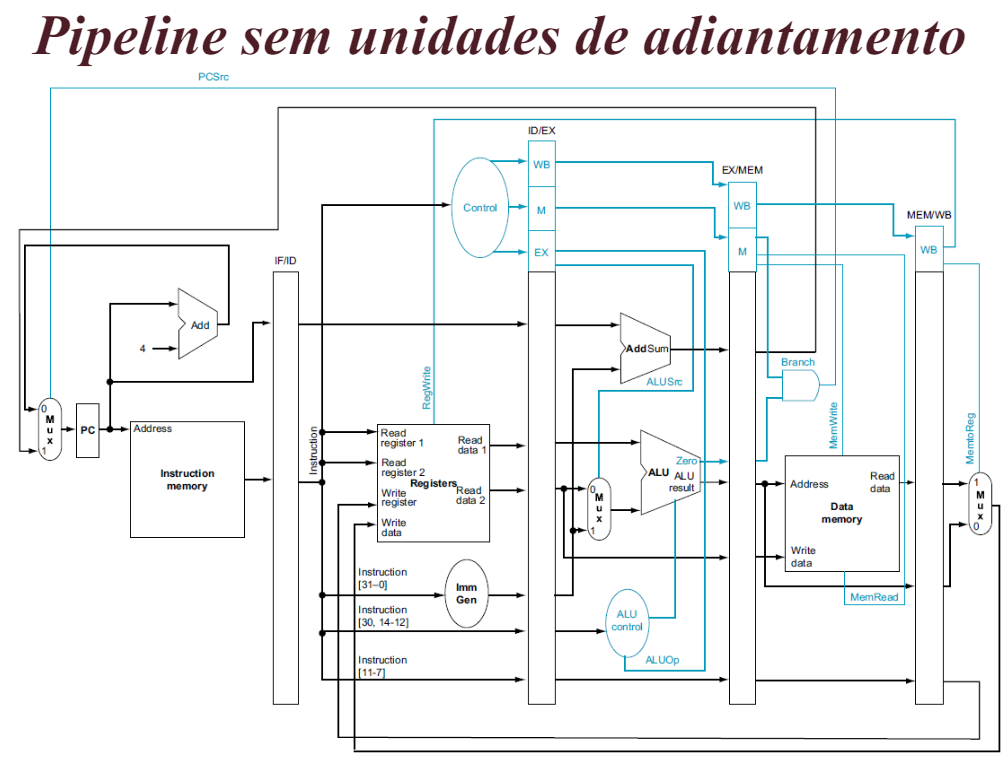 Pipeline sem unidades de adiantamento
PCSrc
ID/EX
WB
EX/MEM
Control
M
WB
MEM/WB
EX
M
WB
IF/ID
Add
4
AddSum
Branch
ALUSrc
RegWrite
MemWrite
MemtoReg
0
M
u
x
1
PC
Address
Instruction
memory
Instruction
Read
register 1
Read
data 1
Read
register 2
Registers
Read
data 2
Write
register
Write
data
0
M
u
x
1
Zero
ALU
ALU
result
Address
Read
data
Data
memory
Write
data
1
M
u
x
0
Instruction
[31–0]
Imm
Gen
MemRead
Instruction
[30, 14-12]
ALU
control
Instruction
[11-7]
ALUOp